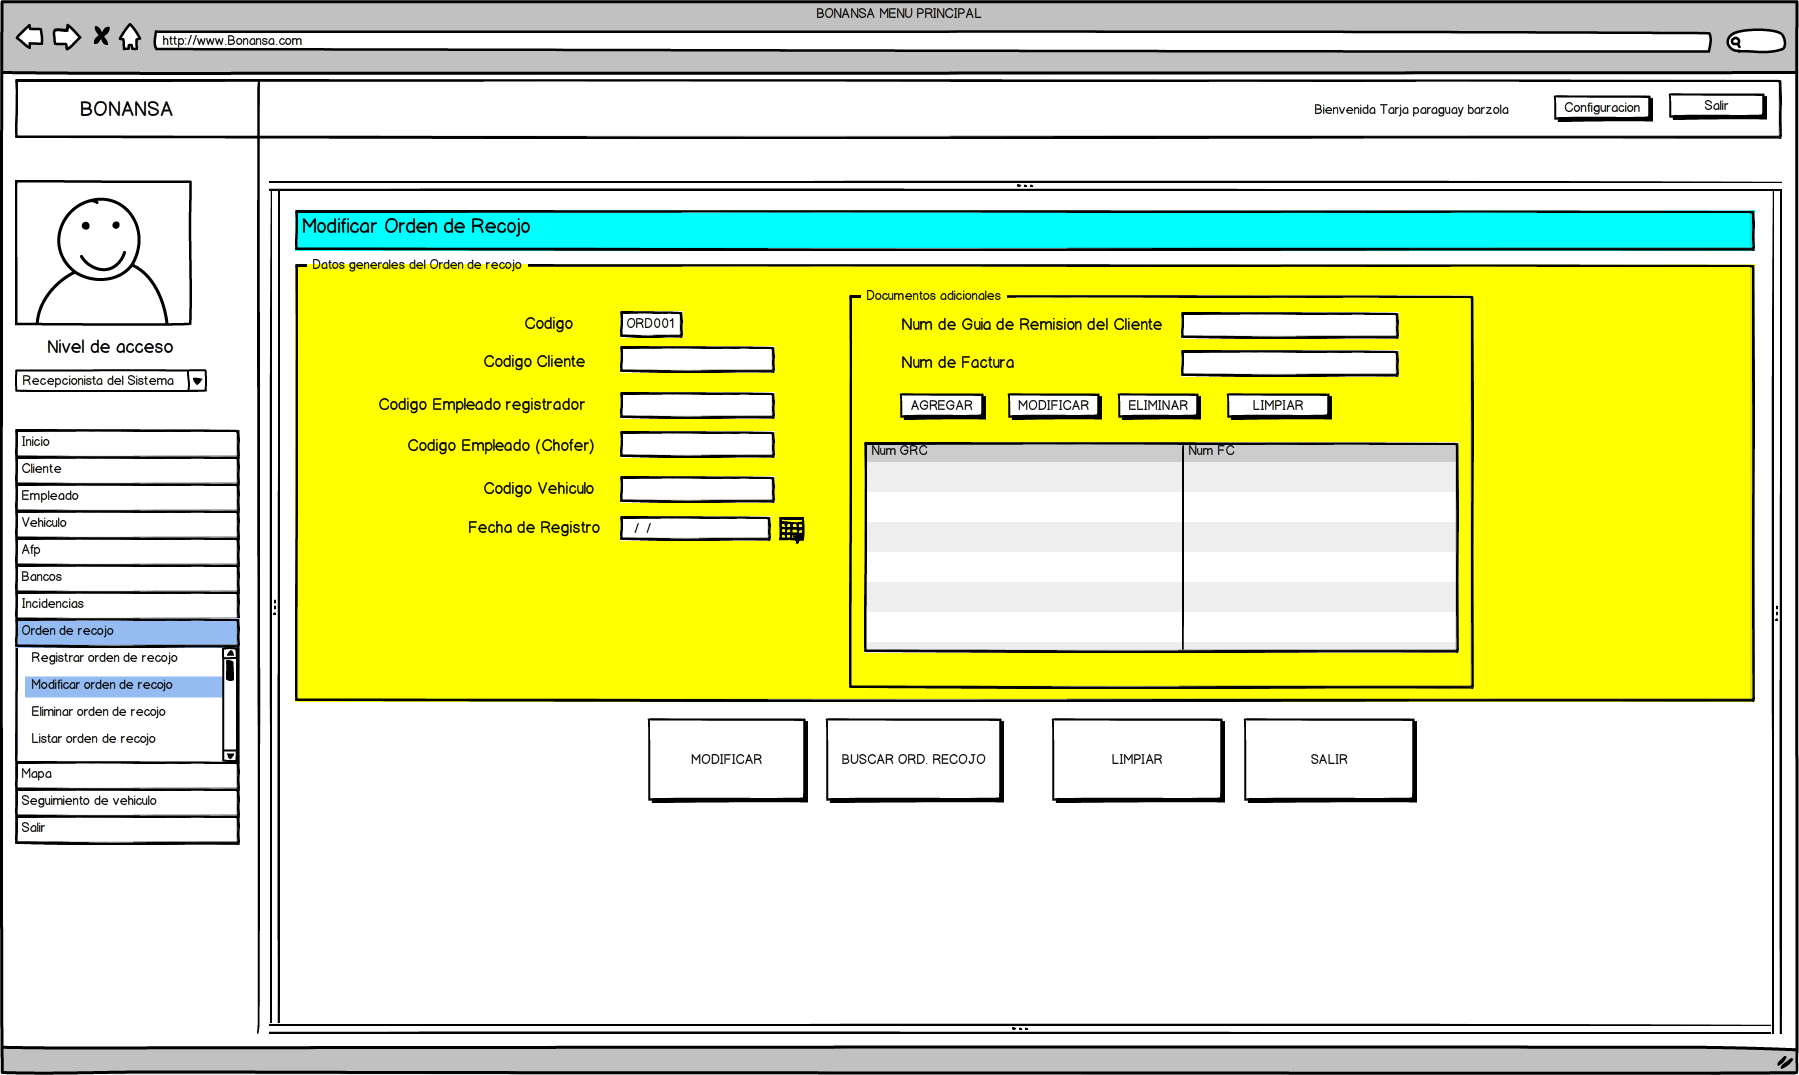 BONANSA MENU PRINCIPAL
http://www.Bonansa.com
BONANSA
Bienvenida Tarja paraguay barzola
Configuracion
Salir
Nivel de acceso
Recepcionista del Sistema
Inicio
Cliente
Empleado
Vehiculo
Afp
Bancos
Incidencias
Orden de recojo
Registrar orden de recojo
Modificar orden de recojo
Eliminar orden de recojo
Listar orden de recojo
Mapa
Seguimiento de vehiculo
Salir
Modificar Orden de Recojo
Datos generales del Orden de recojo
Codigo
ORD001
Codigo Cliente
Codigo Empleado registrador
Codigo Empleado (Chofer)
Codigo Vehiculo
Fecha de Registro
/ /
Documentos adicionales
Num de Guia de Remision del Cliente
Num de Factura
AGREGAR
MODIFICAR
ELIMINAR
LIMPIAR
Num GRC
Num FC
MODIFICAR
BUSCAR ORD. RECOJO
LIMPIAR
SALIR